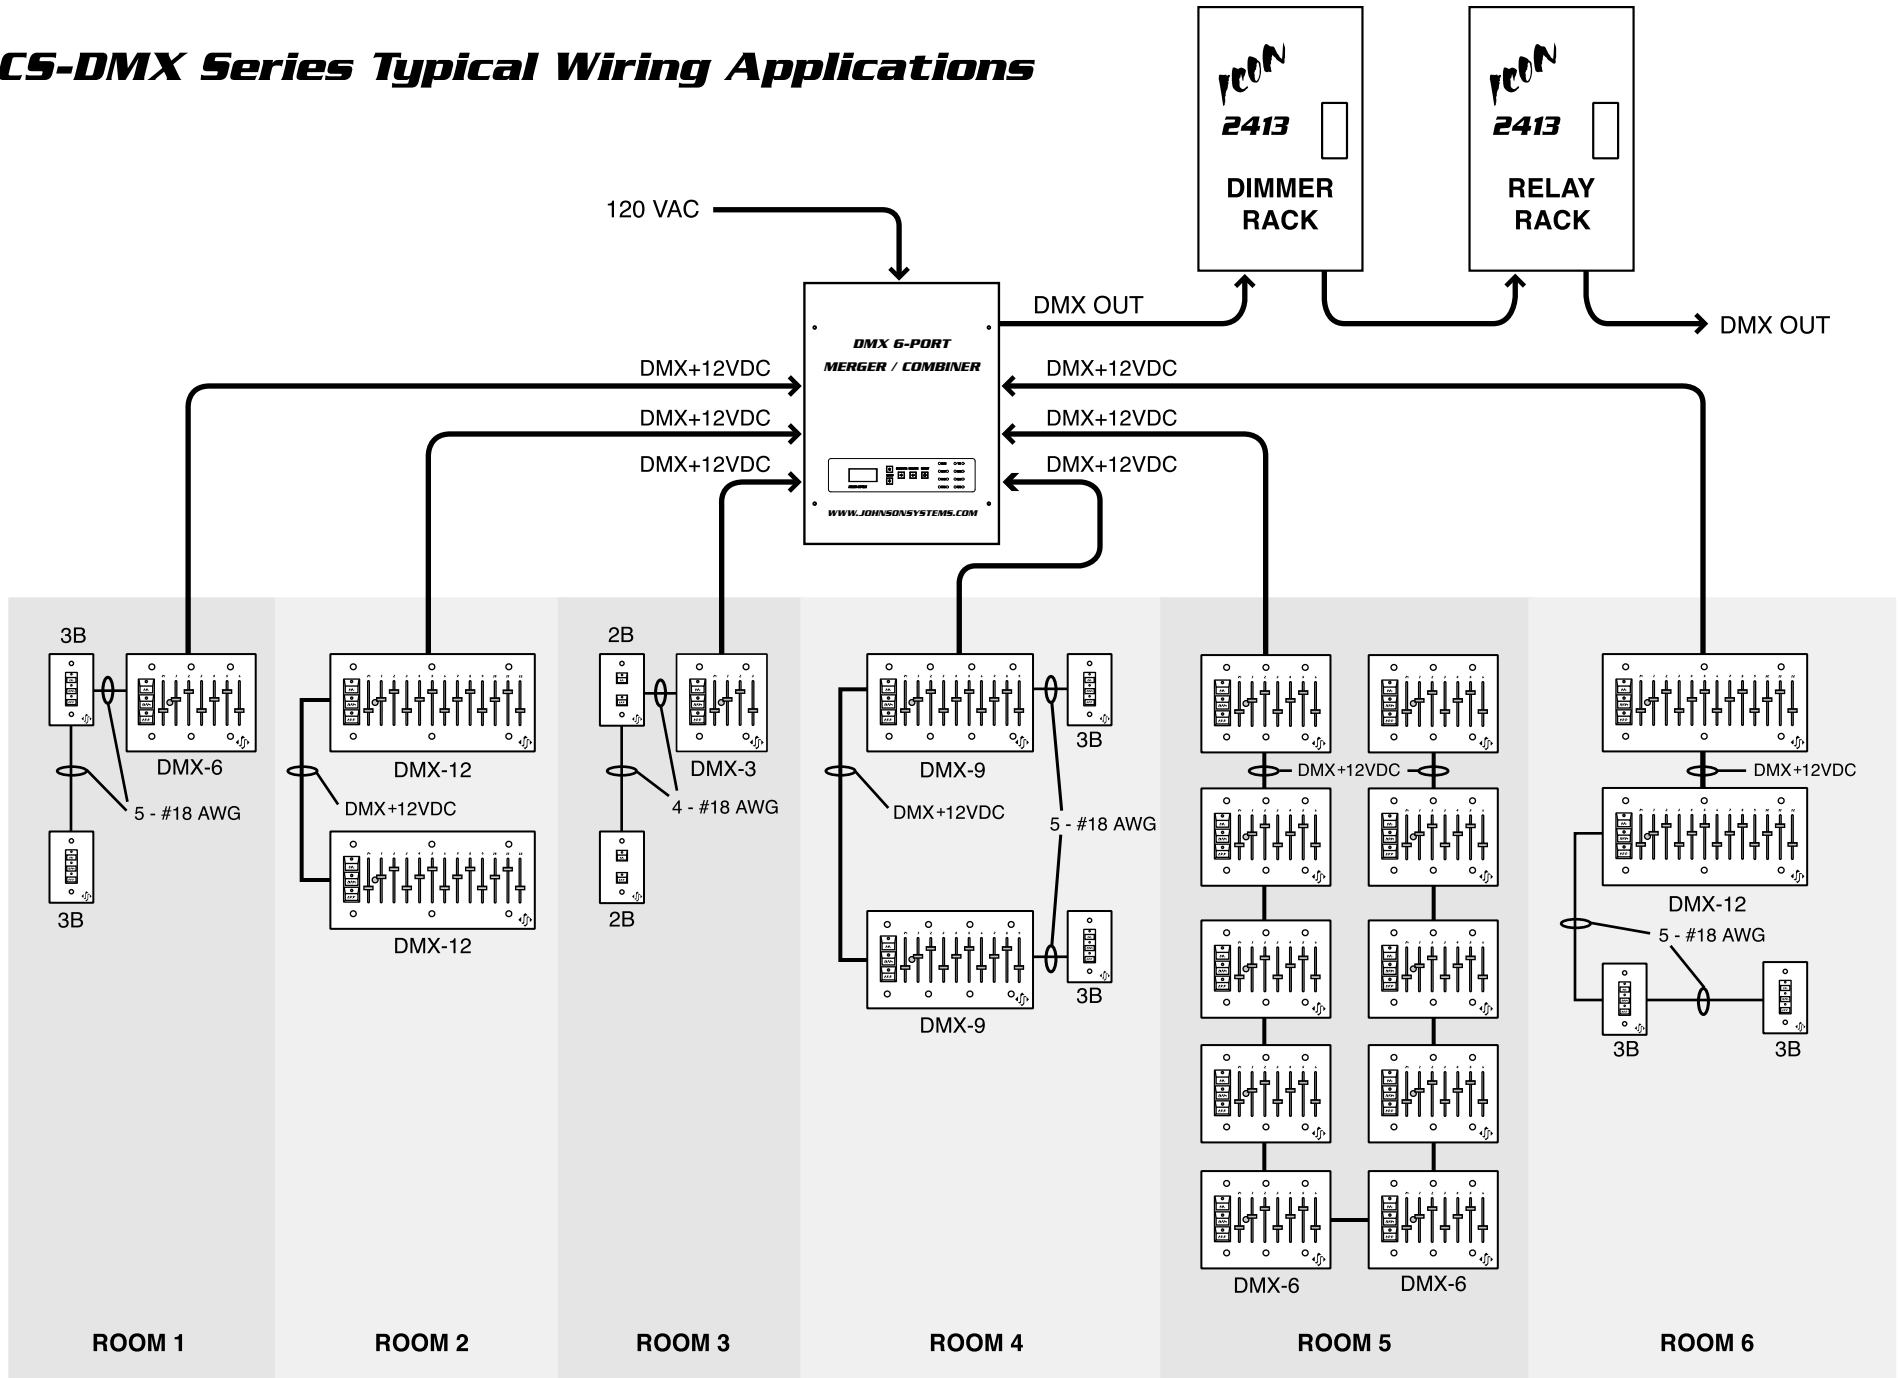 CS-DMX Series Typical Wiring Applications
ICON
2413
DIMMER
RACK
ICON
2413
RELAY
RACK
120 VAC
DMX OUT
DMX OUT
DMX 6-PORT
MERGER / COMBINER
WWW.JOHNSONSYSTEMS.COM
DMX+12VDC
DMX+12VDC
DMX+12VDC
DMX+12VDC
DMX+12VDC
DMX+12VDC
3B
DMX-6
5 - #18 AWG
3B
ROOM 1
DMX-12
DMX+12VDC
DMX-12
ROOM 2
2B
DMX-3
4 - #18 AWG
2B
ROOM 3
DMX-9
3B
DMX+12VDC
5 - #18 AWG
DMX-9
3B
ROOM 4
DMX+12VDC
DMX-6
DMX-6
ROOM 5
DMX+12VDC
DMX-12
5 - #18 AWG
3B
3B
ROOM 6